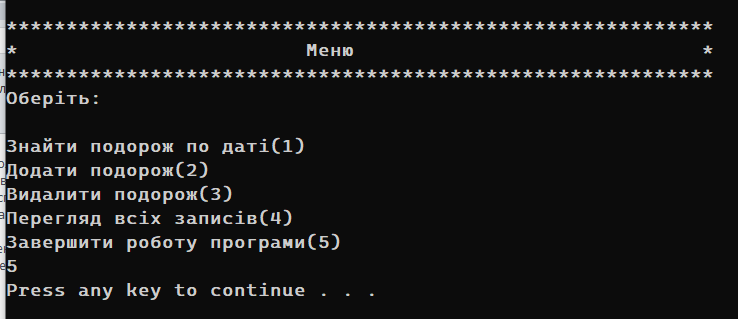 ***********************************************************
* Меню *
***********************************************************
Оберіть:
Знайти подорож по даті(1)
Додати подорож(2)
Видалити подорож(3)
Перегляд всіх записів(4)
Завершити роботу програми(5)
5
Press any key to continue . . .